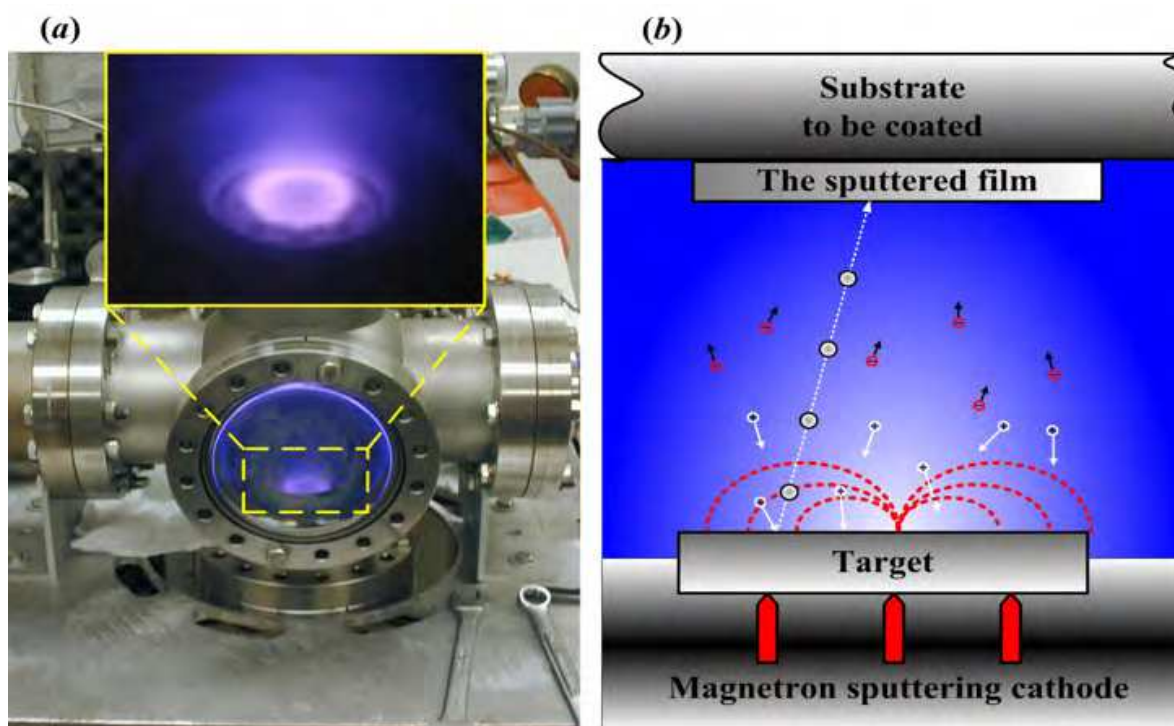 (a)
(b)
Substrate
to be coated
The sputtered film
Target
Magnetron sputtering cathode